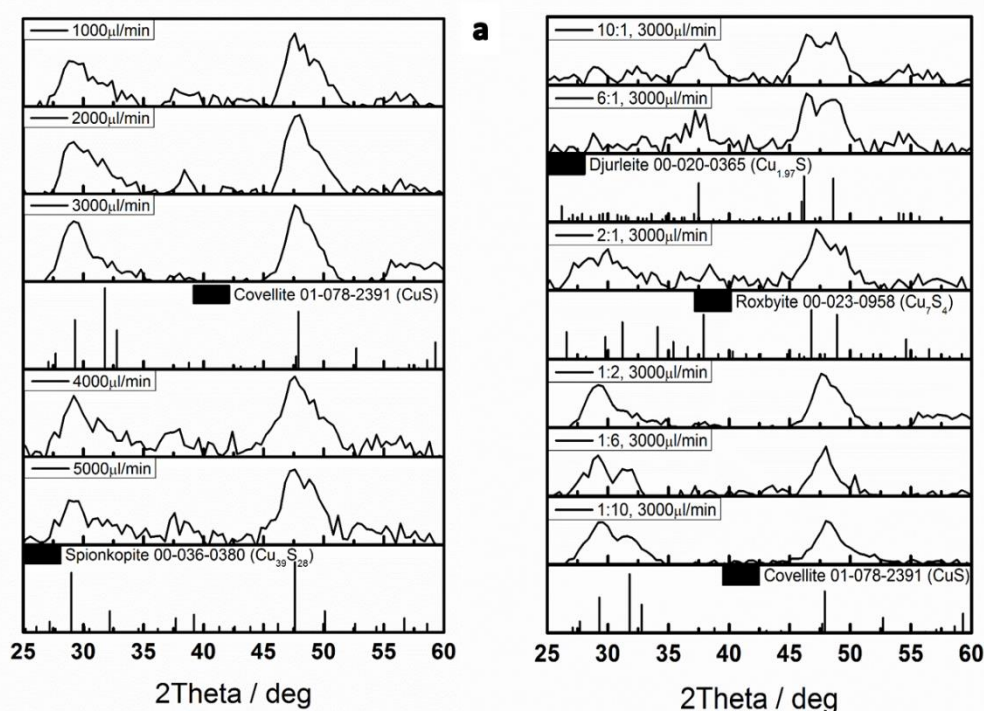 1000μl/min
2000μl/min
3000μl/min
Covellite 01-078-2391 (CuS)
4000μl/min
5000μl/min
Spionkopite 00-036-0380 (Cu39S28)
25 30 35 40 45 50 55 60
2Theta / deg
a
10:1, 3000μl/min
6:1, 3000μl/min
Djurleite 00-020-0365 (Cu1.97S)
2:1, 3000μl/min
Roxbyite 00-023-0958 (Cu7S4)
1:2, 3000μl/min
1:6, 3000μl/min
1:10, 3000μl/min
Covellite 01-078-2391 (CuS)
25 30 35 40 45 50 55 60
2Theta / deg